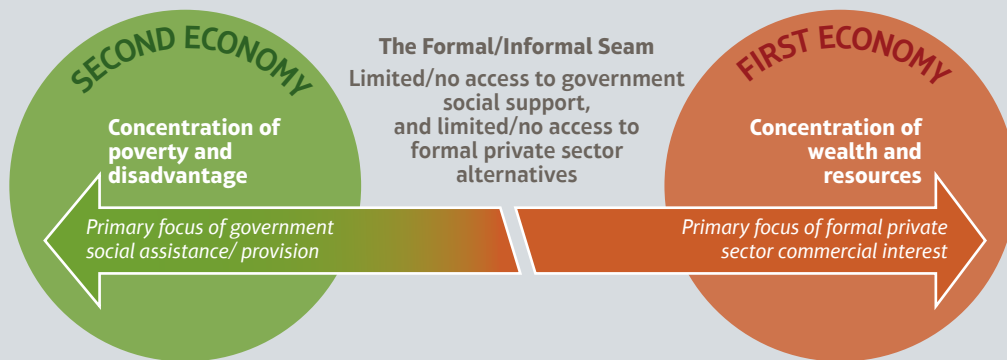 SECOND ECONOMY
Concentration of
poverty and
disadvantage
Primary focus of government
social assistance/ provision
The Formal/Informal Seam
Limited/no access to government
social support,
and limited/no access to
formal private sector
alternatives
FIRST ECONOMY
Concentration of
wealth and
resources
Primary focus of formal private
sector commercial interest